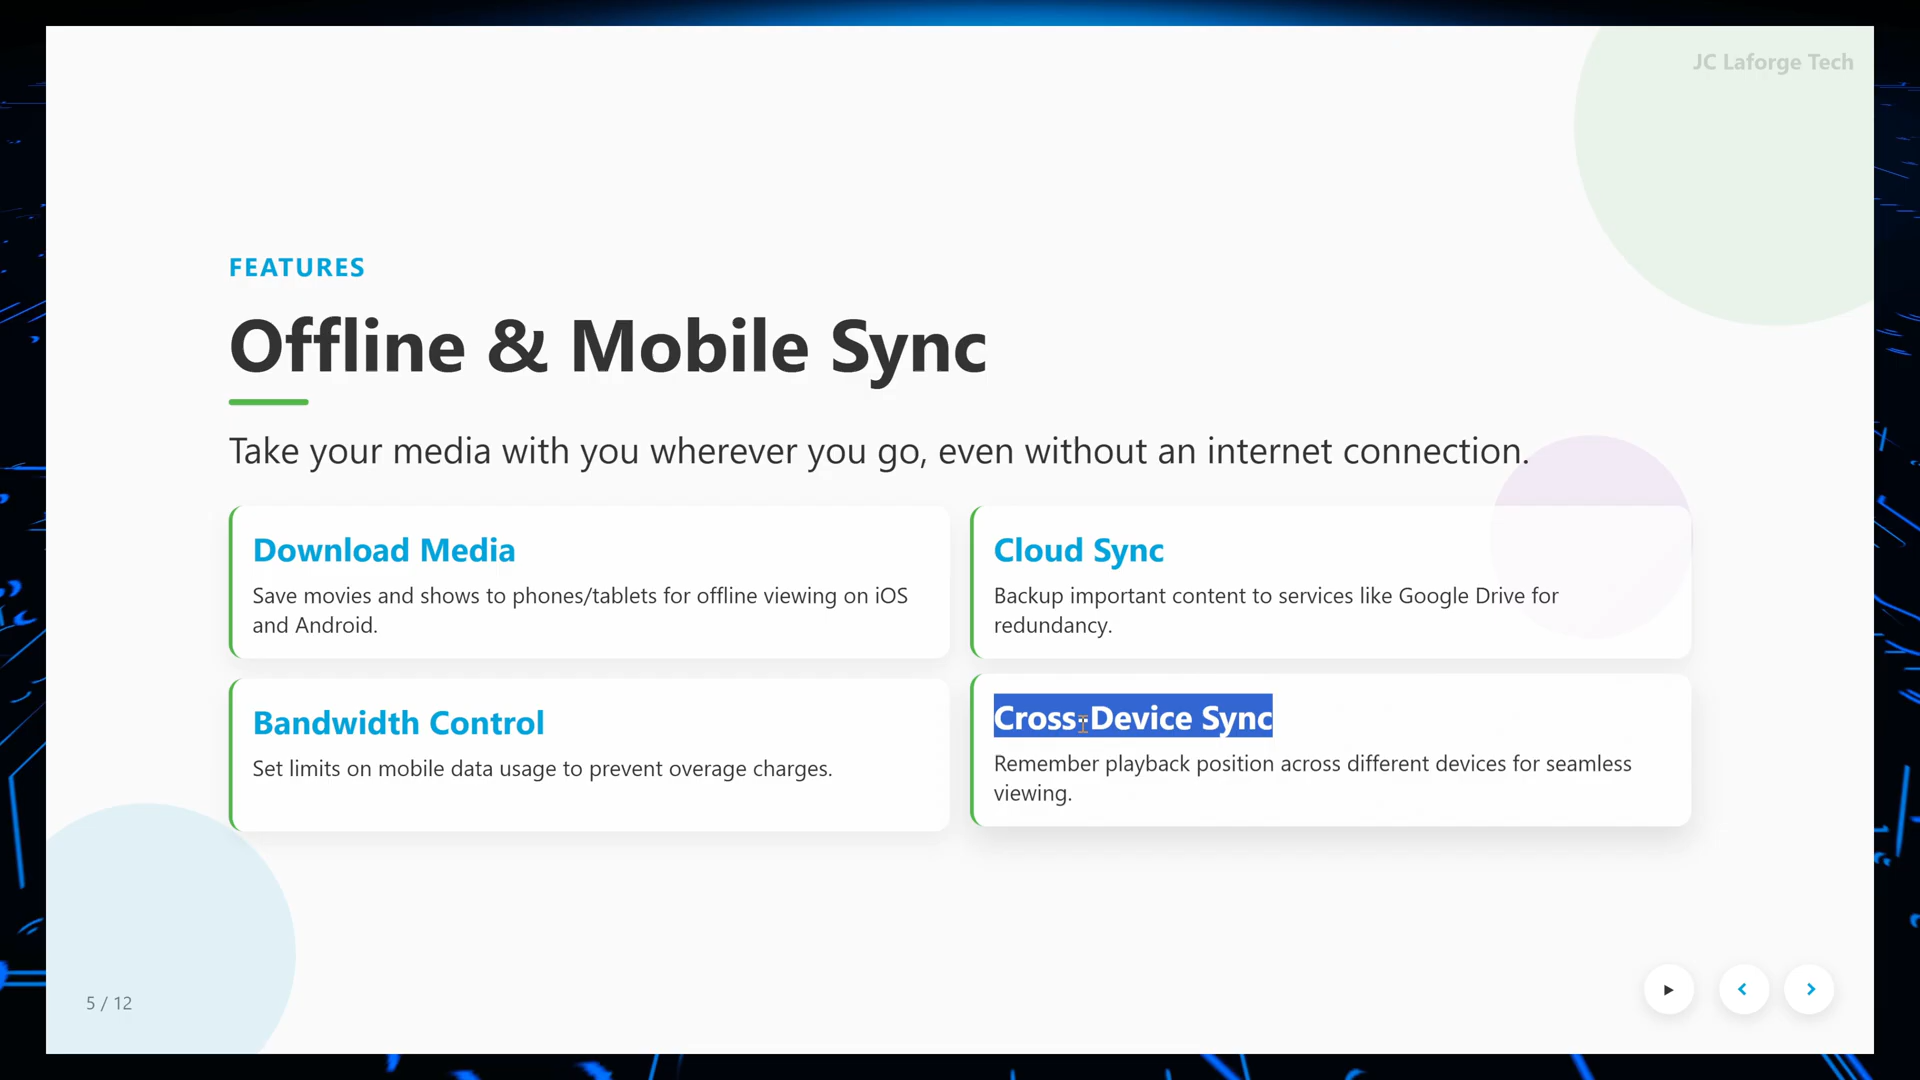 JC Laforge Tech
FEATURES
Offline & Mobile Sync
Take your media with you wherever you go, even without an internet connection.
Download Media
Save movies and shows to phones/tablets for offline viewing on iOS
and Android.
Cloud Sync
Backup important content to services like Google Drive for
redundancy.
Bandwidth Control
Set limits on mobile data usage to prevent overage charges.
Cross-Device Sync
Remember playback position across different devices for seamless
viewing.
5 / 12